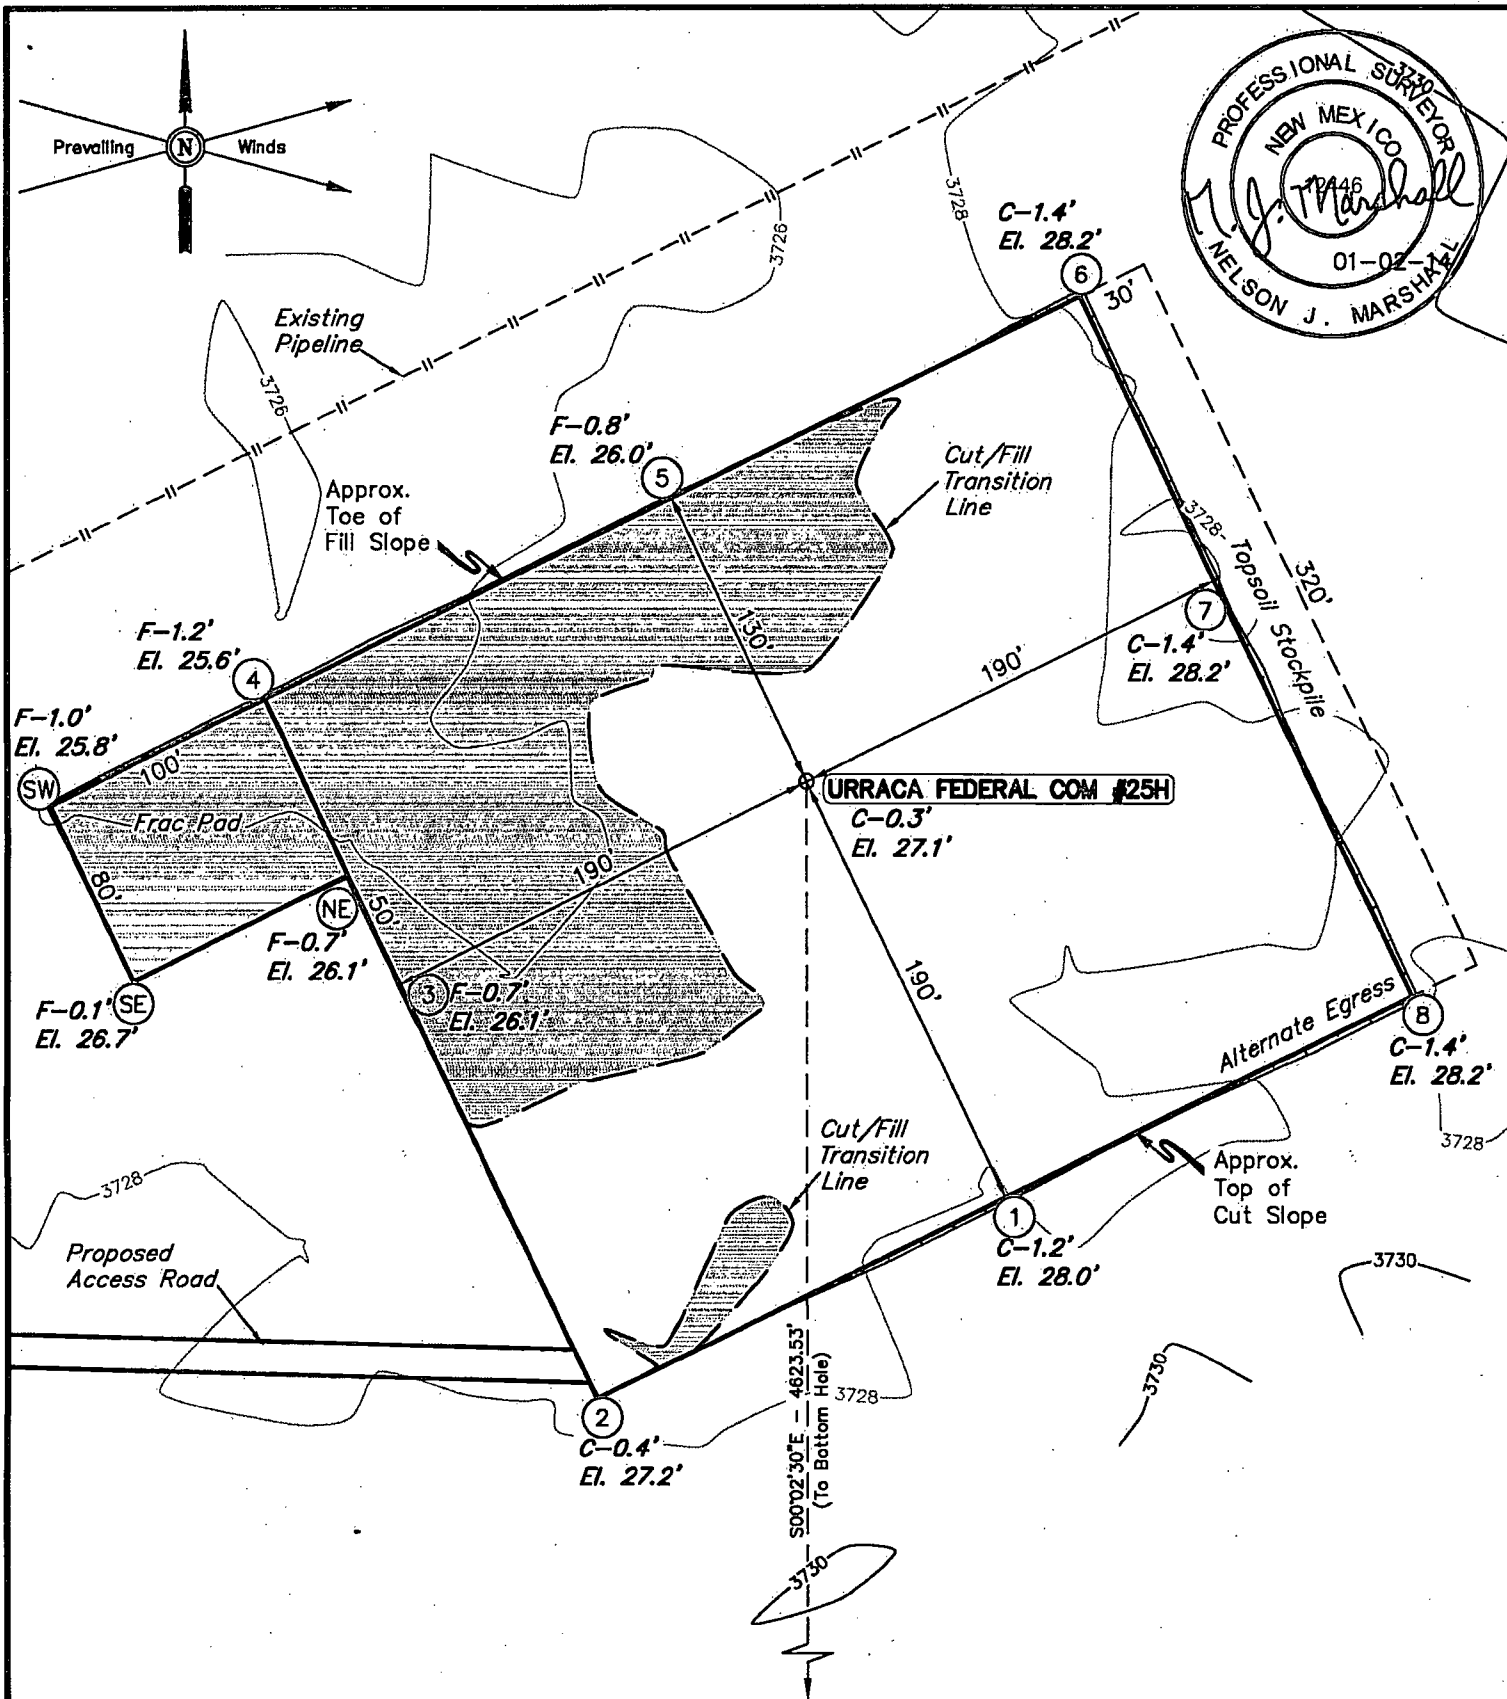 Prevailing
N
Winds
PROFESSIONAL SURVEYOR
NEW MEXICO
N. J. Marshall
01-02-14
NELSON J. MARSHALL
3730
3728
3726
C-1.4'
El. 28.2'
6
30'
Existing
Pipeline
3726
F-0.8'
El. 26.0'
5
Cut/Fill
Transition
Line
Approx.
Toe of
Fill Slope
3728
Topsoil Stockpile
320'
130'
7
C-1.4'
El. 28.2'
190'
F-1.2'
El. 25.6'
4
F-1.0'
El. 25.8'
SW
100'
Frac Pad
URRACA FEDERAL COM #25H
C-0.3'
El. 27.1'
80'
190'
50'
NE
F-0.7'
El. 26.1'
3
F-0.7'
El. 26.1'
190'
F-0.1'
El. 26.7'
SE
Alternate Egress
8
C-1.4'
El. 28.2'
Cut/Fill
Transition
Line
3728
3728
Approx.
Top of
Cut Slope
1
C-1.2'
El. 28.0'
Proposed
Access Road
3730
3730
2
C-0.4'
El. 27.2'
3728
S00°02'30"E - 4623.53'
(To Bottom Hole)
3730